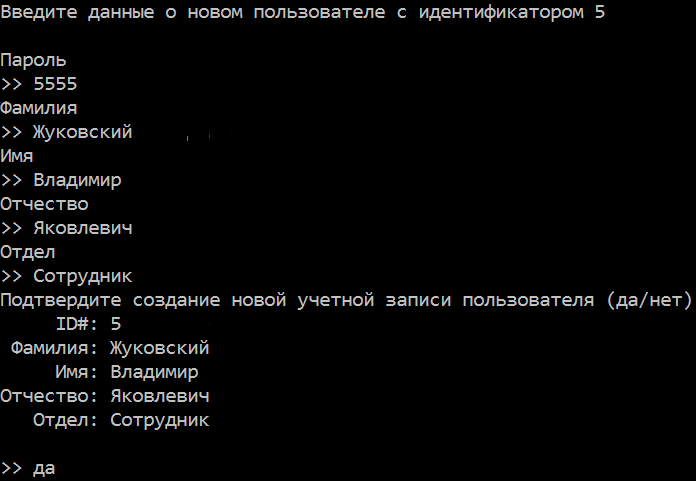 Введите данные о новом пользователе с идентификатором 5
Пароль
>> 5555
Фамилия
>> Жуковский
Имя
>> Владимир
Отчество
>> Яковлевич
Отдел
>> Сотрудник
Подтвердите создание новой учетной записи пользователя (да/нет)
ID#: 5
Фамилия: Жуковский
Имя: Владимир
Отчество: Яковлевич
Отдел: Сотрудник
>> да